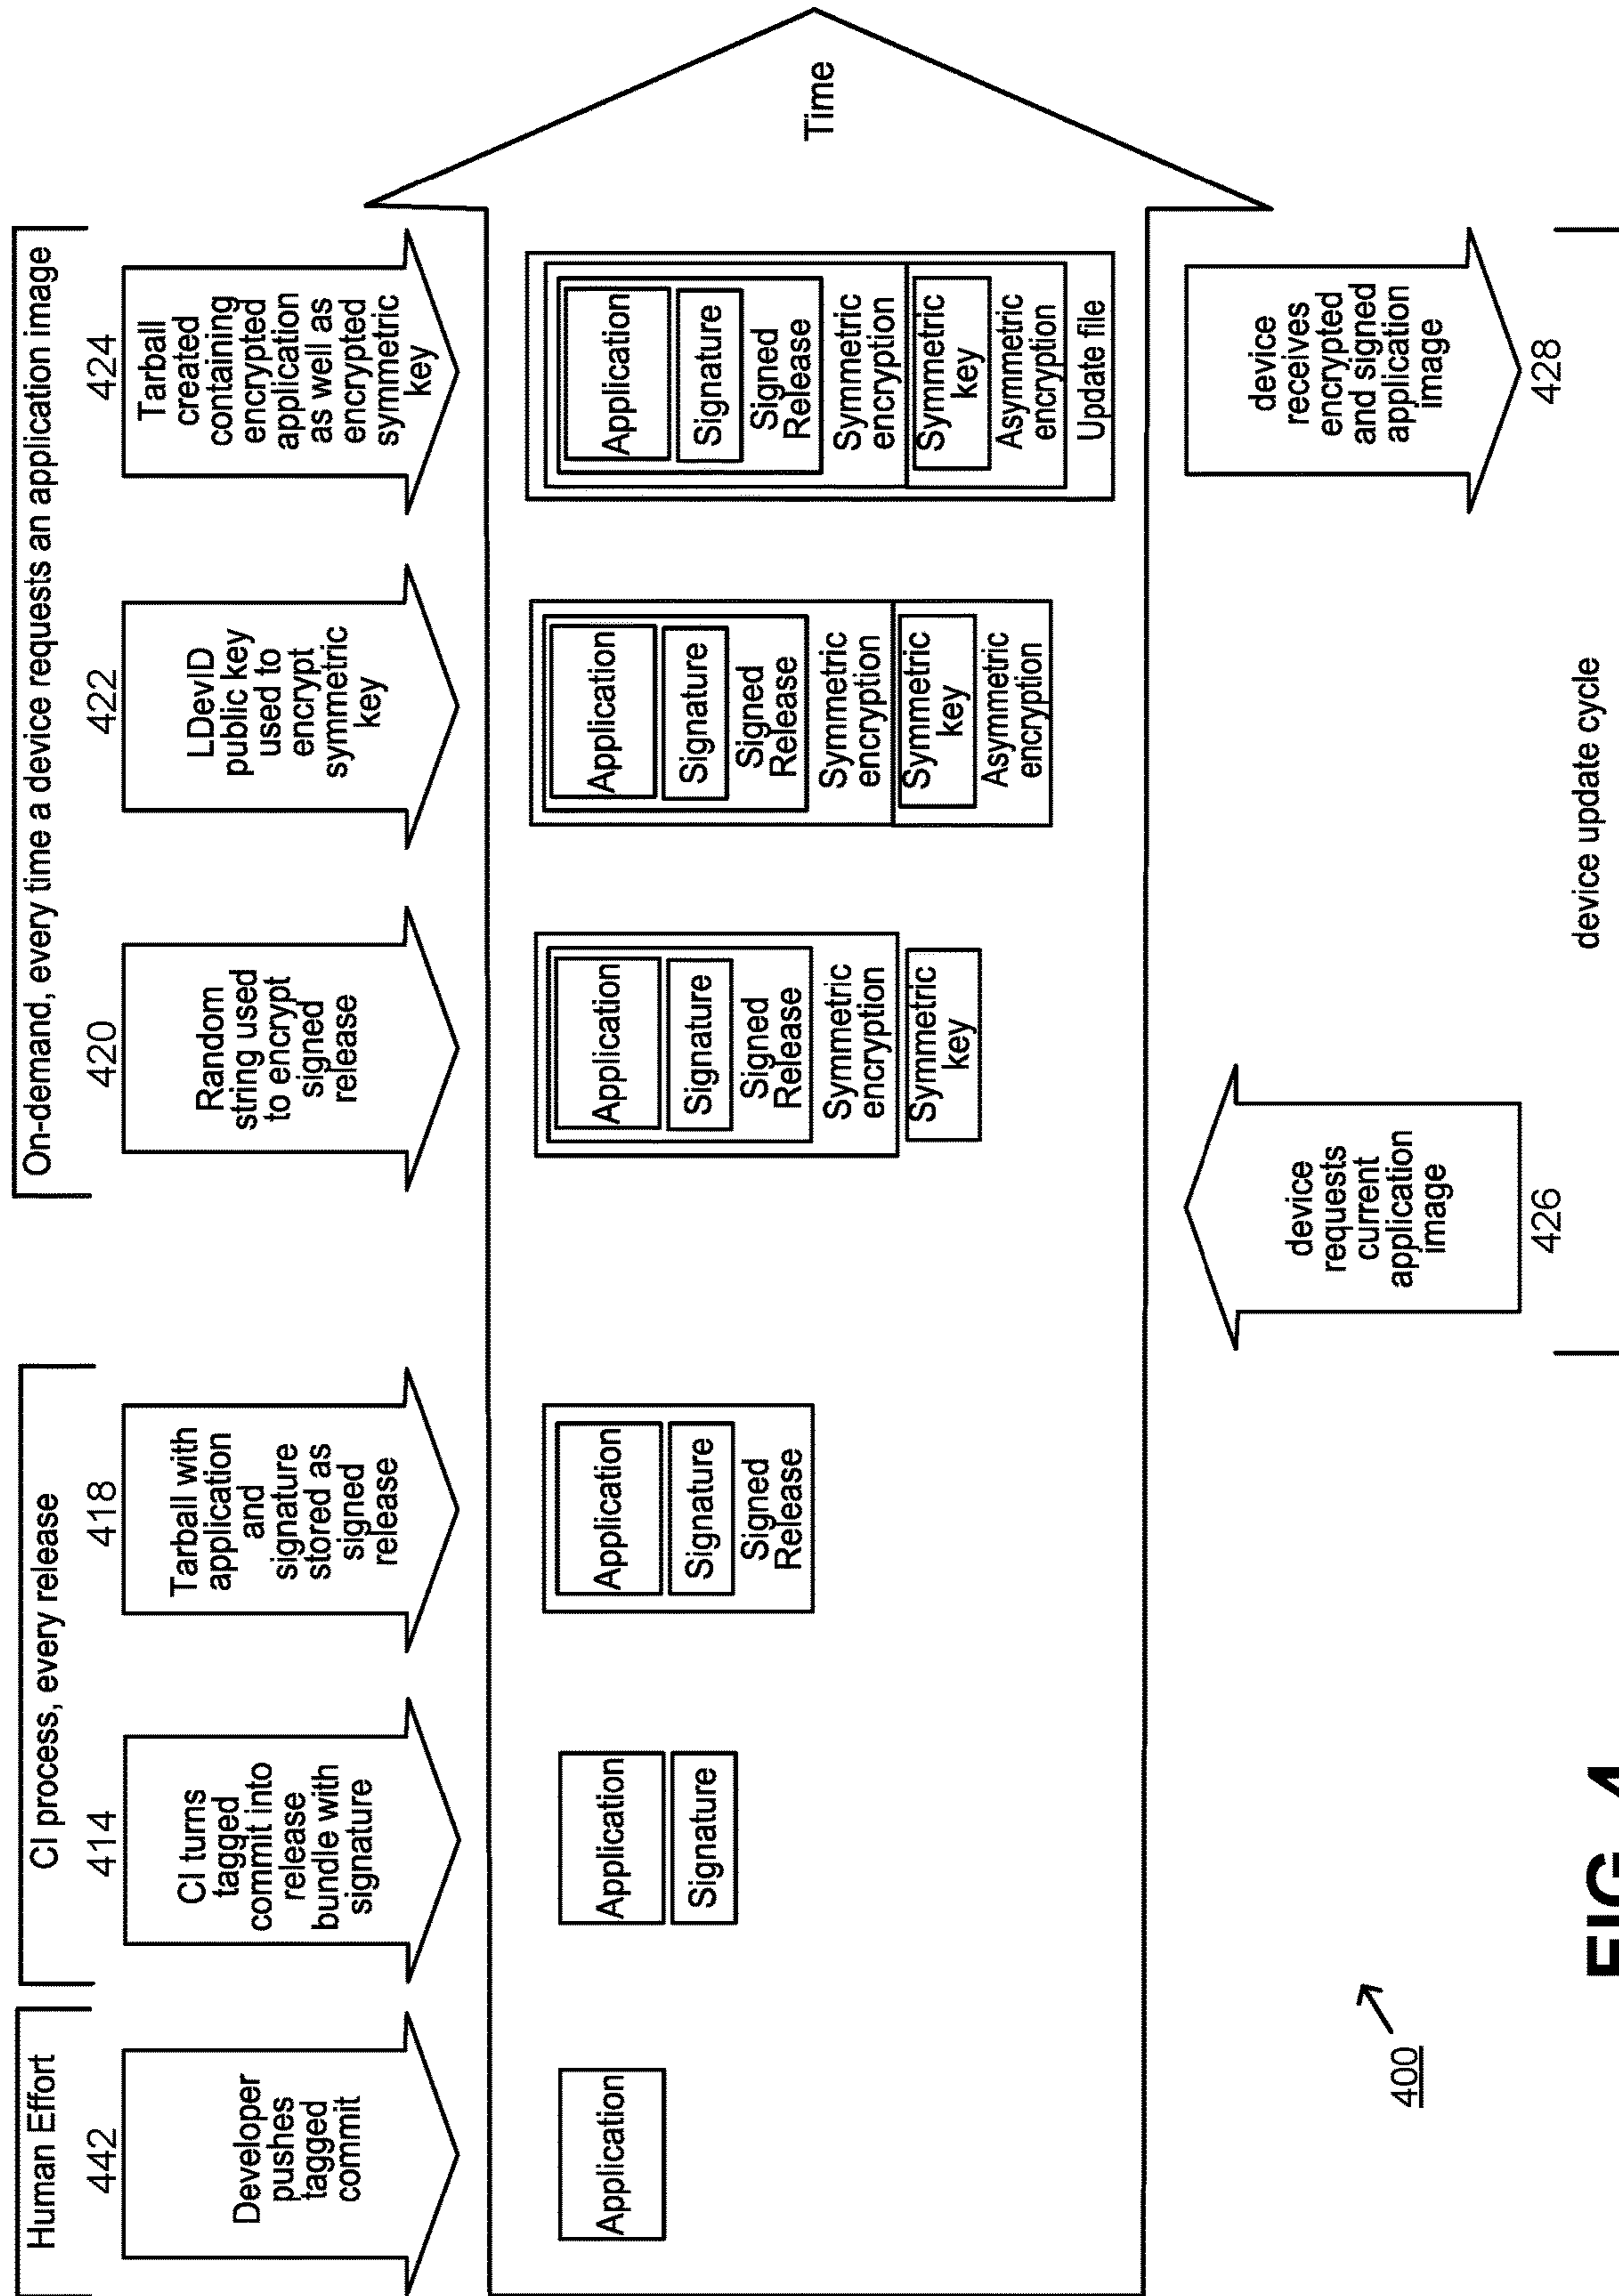 Human Effort
442
Developer
pushes
tagged
commit
CI process, every release
414
CI turns
tagged
commit into
release
bundle with
signature
418
Tarball with
application
and
signature
stored as
signed
release
On-demand, every time a device requests an application image
420
Random
string used
to encrypt
signed
release
422
LDevID
public key
used to
encrypt
symmetric
key
424
Tarball
created
containing
encrypted
application
as well as
encrypted
symmetric
key
Application
Application
Signature
Application
Signature
Signed
Release
Application
Signature
Signed
Release
Symmetric
encryption
Symmetric
key
Application
Signature
Signed
Release
Symmetric
encryption
Symmetric
key
Asymmetric
encryption
Application
Signature
Signed
Release
Symmetric
encryption
Symmetric
key
Asymmetric
encryption
Update file
Time
device
requests
current
application
image
426
device
receives
encrypted
and signed
application
image
428
device update cycle
400
FIG. 4